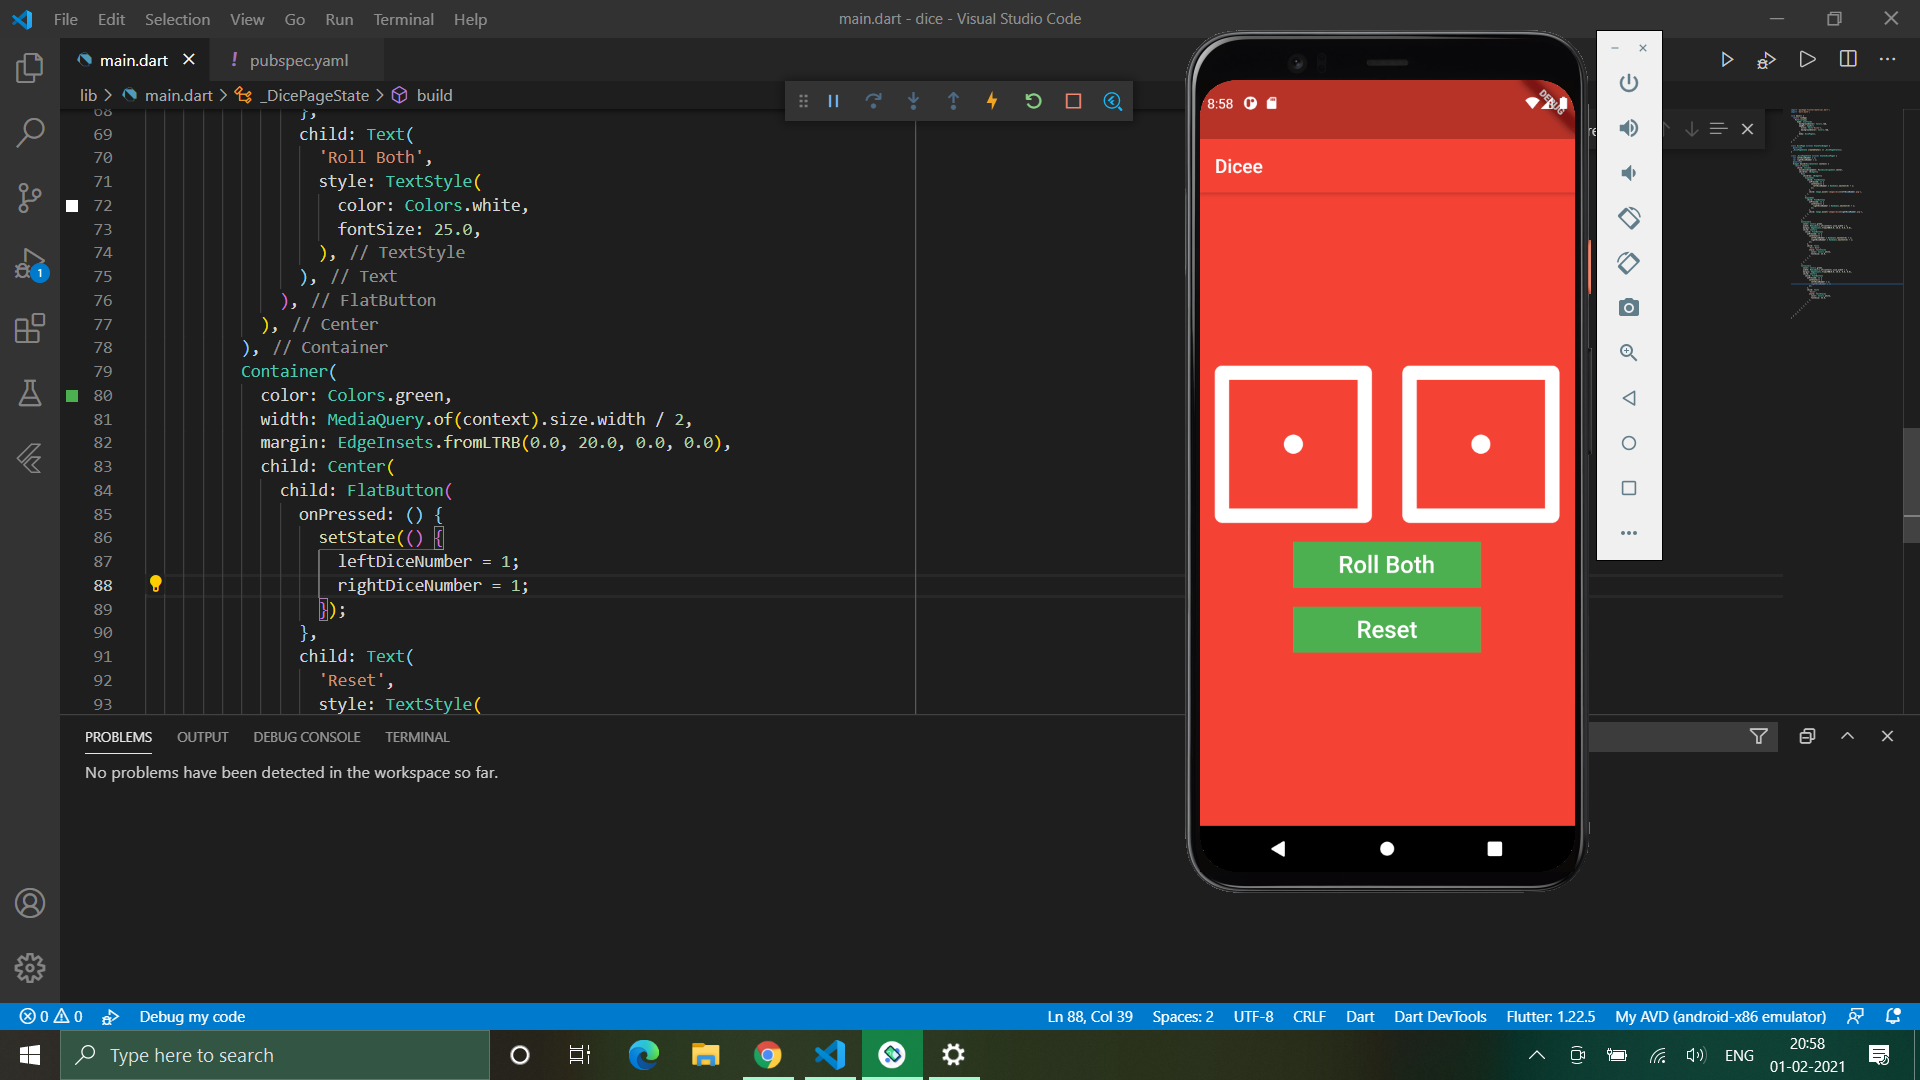 File Edit Selection View Go Run Terminal Help
main.dart - dice - Visual Studio Code
main.dart
! pubspec.yaml
lib > main.dart > _DicePageState > build
68 },
69 child: Text(
70 'Roll Both',
71 style: TextStyle(
72 color: Colors.white,
73 fontSize: 25.0,
74 ), // TextStyle
75 ), // Text
76 ), // FlatButton
77 ), // Center
78 ), // Container
79 Container(
80 color: Colors.green,
81 width: MediaQuery.of(context).size.width / 2,
82 margin: EdgeInsets.fromLTRB(0.0, 20.0, 0.0, 0.0),
83 child: Center(
84 child: FlatButton(
85 onPressed: () {
86 setState(() {
87 leftDiceNumber = 1;
88 rightDiceNumber = 1;
89 });
90 },
91 child: Text(
92 'Reset',
93 style: TextStyle(
1
8:58
DEBUG
Dicee
Roll Both
Reset
PROBLEMS OUTPUT DEBUG CONSOLE TERMINAL
No problems have been detected in the workspace so far.
0 0 Debug my code
Ln 88, Col 39 Spaces: 2 UTF-8 CRLF Dart Dart DevTools Flutter: 1.22.5 My AVD (android-x86 emulator)
Type here to search
ENG
20:58
01-02-2021